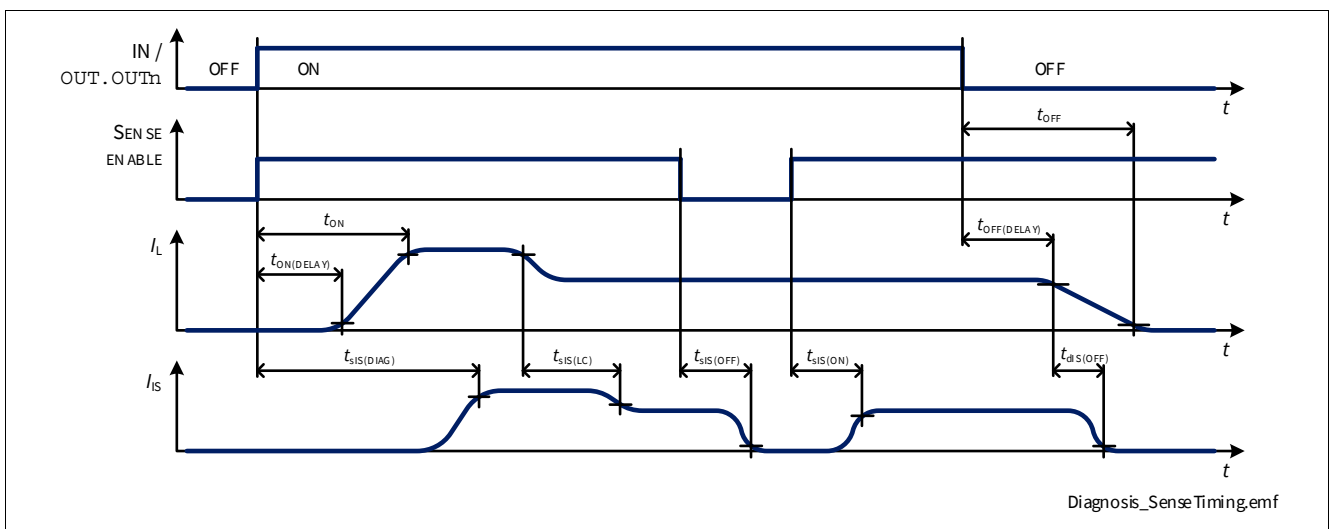 IN /
OUT.OUTn
OFF
ON
OFF
t
tOFF
SENSE
ENABLE
t
tON
tOFF(DELAY)
IL
tON(DELAY)
t
tsIS(DIAG)
tsIS(LC)
tsIS(OFF)
tsIS(ON)
tdIS(OFF)
IIS
t
Diagnosis_SenseTiming.emf